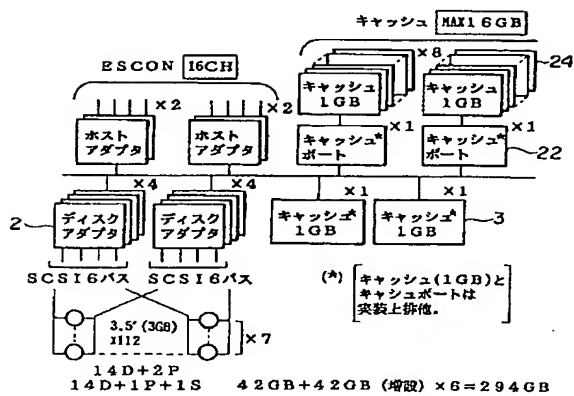 キャッシュ MAX16GB
ESCON 16CH
×8
24
キャッシュ 1GB
キャッシュ 1GB
×2
×2
×1
×1
ホスト アダプタ
ホスト アダプタ
キャッシュ* ポート
キャッシュ* ポート
22
×4
×4
×1
×1
2
ディスク アダプタ
ディスク アダプタ
キャッシュ* 1GB
キャッシュ* 1GB
3
SCSI6パス
SCSI6パス
(*)
キャッシュ(1GB)と
キャシュポートは
実装上排他。
3.5"(3GB)
×112
×7
14D+2P
14D+1P+1S
42GB+42GB (増設) ×6=294GB